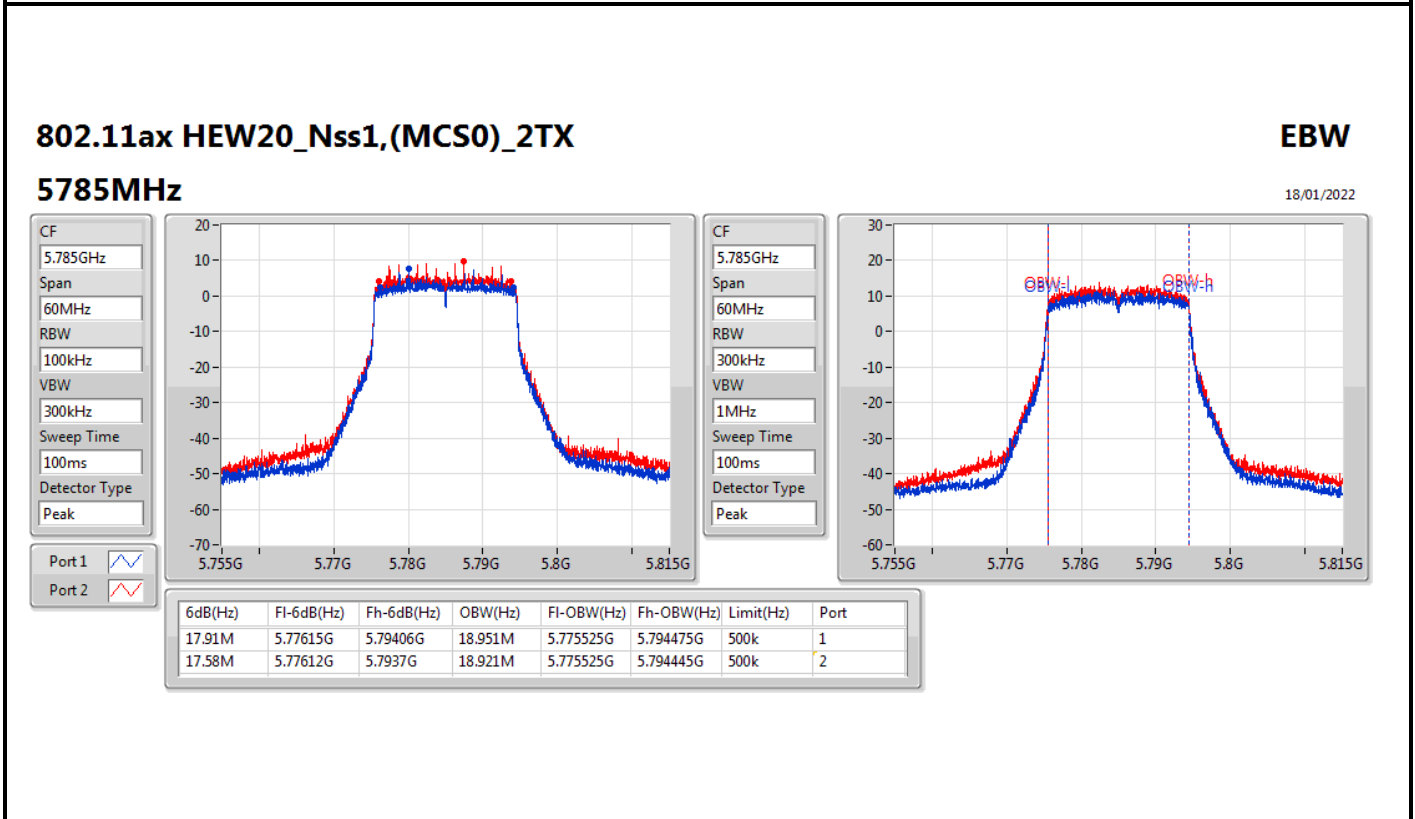 802.11ax HEW20_Nss1,(MCS0)_2TX
EBW
5785MHz
18/01/2022
CF
5.785GHz
Span
60MHz
RBW
100kHz
VBW
300kHz
Sweep Time
100ms
Detector Type
Peak
Port 1
Port 2
20
10
0
-10
-20
-30
-40
-50
-60
-70
5.755G 5.77G 5.78G 5.79G 5.8G 5.815G
CF
5.785GHz
Span
60MHz
RBW
300kHz
VBW
1MHz
Sweep Time
100ms
Detector Type
Peak
30
20
10
0
-10
-20
-30
-40
-50
-60
OBW-l OBW-h
OBW-l OBW-h
5.755G 5.77G 5.78G 5.79G 5.8G 5.815G
6dB(Hz) Fl-6dB(Hz) Fh-6dB(Hz) OBW(Hz) Fl-OBW(Hz) Fh-OBW(Hz) Limit(Hz) Port
17.91M 5.77615G 5.79406G 18.951M 5.775525G 5.794475G 500k 1
17.58M 5.77612G 5.7937G 18.921M 5.775525G 5.794445G 500k 2